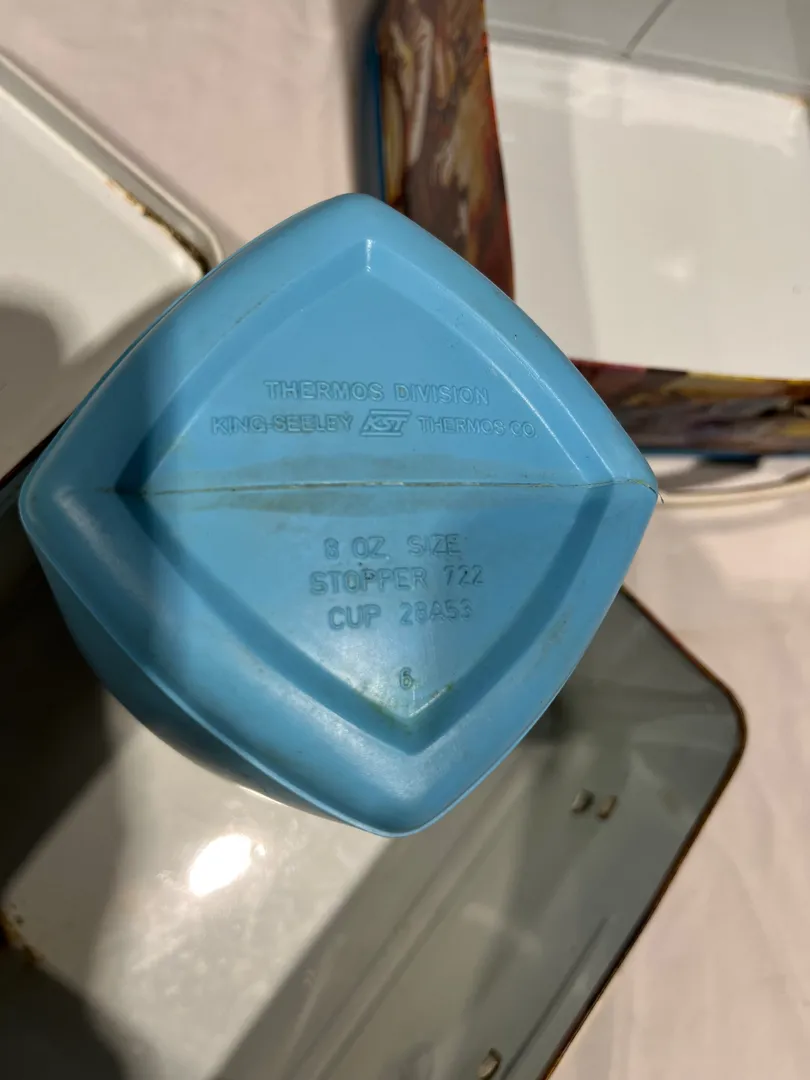 THERMOS DIVISION
KING-SEELEY KST THERMOS CO
8 OZ. SIZE
STOPPER 722
CUP 28A53
6